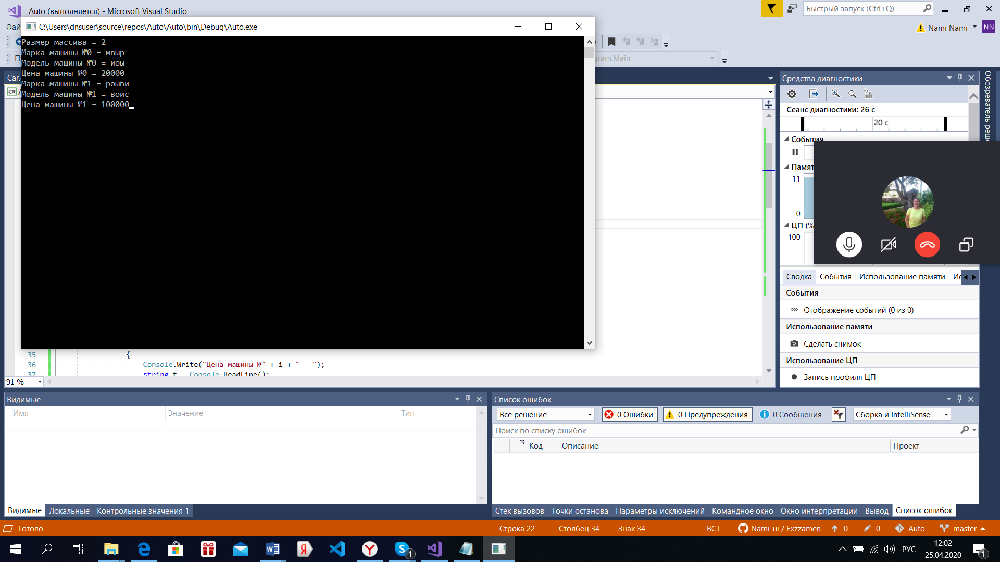 Auto (выполняется) - Microsoft Visual Studio
Быстрый запуск (Ctrl+Q)
Фай
Nami Nami
NN
C:\Users\dnsuser\source\repos\Auto\Auto\bin\Debug\Auto.exe
Размер массива = 2
Марка машины №0 = мвыр
Модель машины №0 = иоы
Цена машины №0 = 20000
Марка машины №1 = роыви
Модель машины №1 = воис
Цена машины №1 = 100000
gram.Main
Car.
Средства диагностики
Обозреватель реше
Сеанс диагностики: 26 с
20 с
События
Памят
11
0
ЦП (%
100
Сводка События Использование памяти Ис
События
Отображение событий (0 из 0)
Использование памяти
Сделать снимок
Использование ЦП
Запись профиля ЦП
35 {
36 Console.Write("Цена машины №" + i + " = ");
37 string t = Console.ReadLine();
91 %
Видимые
Имя Значение Тип
Видимые Локальные Контрольные значения 1
Список ошибок
Все решение 0 Ошибки 0 Предупреждения 0 Сообщения Сборка и IntelliSense
Поиск по списку ошибок
Код Описание Проект
Стек вызовов Точки останова Параметры исключений Командное окно Окно интерпретации Вывод Список ошибок
Готово Строка 22 Столбец 34 Знак 34 ВСТ Nami-ui / Exzzamen 0 0 Auto master
РУС
12:02
25.04.2020
1
1